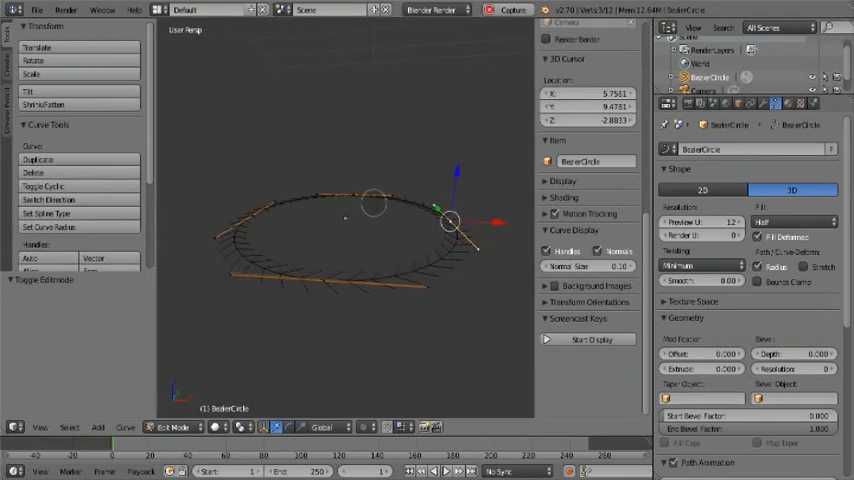 File Render Window Help Default Scene Blender Render Capture v2.70 | Verts:3/12 | Mem:12.64M | BezierCircle
Tools
Create
Grease Pencil
Transform
Translate
Rotate
Scale
Tilt
Shrink/Fatten
Curve Tools
Curve:
Duplicate
Delete
Toggle Cyclic
Switch Direction
Set Spline Type
Set Curve Radius
Handles:
Auto Vector
Toggle Editmode
User Persp
(1) BezierCircle
Camera
Render Border
3D Cursor
Location:
X: 5.7561
Y: 9.4781
Z: -2.8833
Item
BezierCircle
Display
Shading
Motion Tracking
Curve Display
Handles Normals
Normal Size: 0.10
Background Images
Transform Orientations
Screencast Keys
Start Display
View Search All Scenes
Scene
RenderLayers
World
BezierCircle
Camera
BezierCircle BezierCircle
BezierCircle F
Shape
2D 3D
Resolution: Fill:
Preview U: 12 Half
Render U: 0 Fill Deformed
Twisting: Path / Curve-Deform:
Minimum Radius Stretch
Smooth: 0.00 Bounds Clamp
Texture Space
Geometry
Modification: Bevel:
Offset: 0.000 Depth: 0.000
Extrude: 0.000 Resolution: 0
Taper Object: Bevel Object:
Start Bevel Factor: 0.000
End Bevel Factor: 1.000
Fill Caps Map Taper
Path Animation
View Select Add Curve Edit Mode Global
-40 -20 0 20 40 60 80 100 120 140 160 180 200 220 240 260
View Marker Frame Playback Start: 1 End: 250 1 No Sync